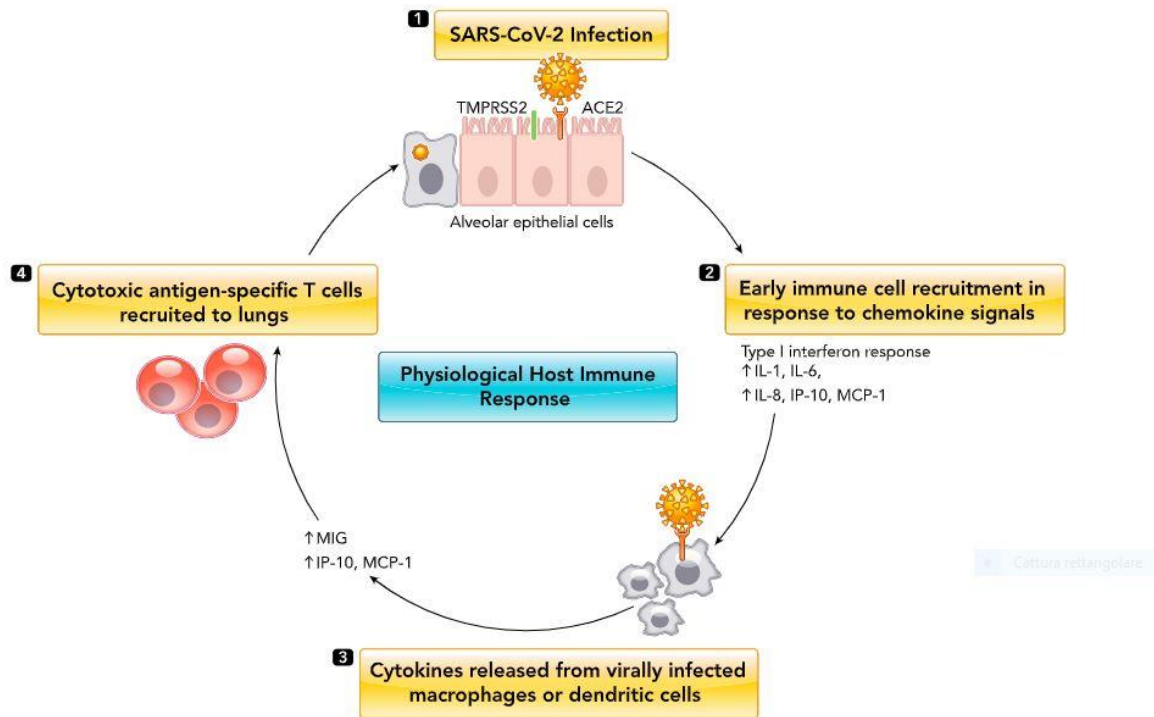 1
SARS-CoV-2 Infection
TMPRSS2
ACE2
Alveolar epithelial cells
2
Early immune cell recruitment in
response to chemokine signals
Type I interferon response
↑IL-1, IL-6,
↑IL-8, IP-10, MCP-1
4
Cytotoxic antigen-specific T cells
recruited to lungs
Physiological Host Immune
Response
↑MIG
↑IP-10, MCP-1
3
Cytokines released from virally infected
macrophages or dendritic cells
Cattura rettangolare